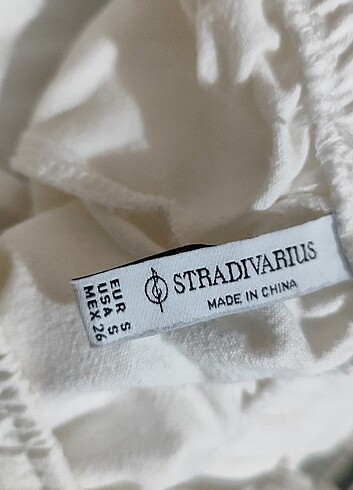 STRADIVARIUS
MADE IN CHINA
EUR S
USA S
MEX 26